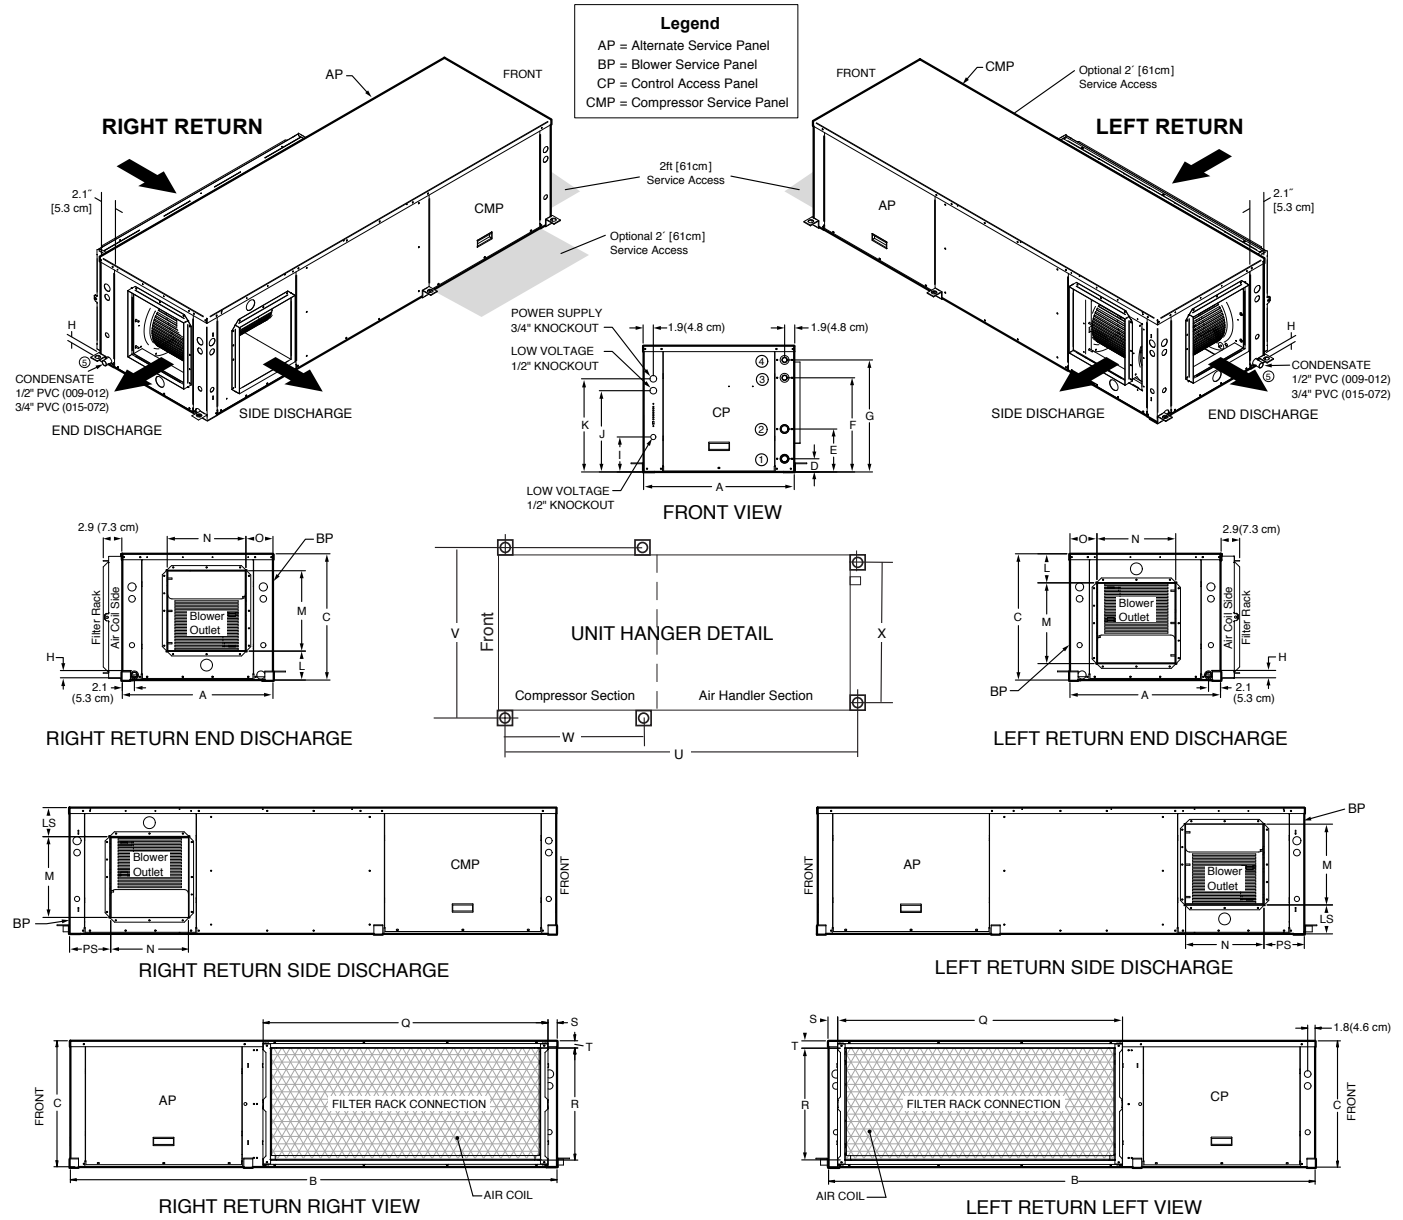 Legend
AP = Alternate Service Panel
BP = Blower Service Panel
CP = Control Access Panel
CMP = Compressor Service Panel
AP
FRONT
RIGHT RETURN
2.1″
[5.3 cm]
CMP
2ft [61cm]
Service Access
Optional 2´ [61cm]
Service Access
H
5
CONDENSATE
1/2" PVC (009-012)
3/4" PVC (015-072)
END DISCHARGE
SIDE DISCHARGE
FRONT
CMP
Optional 2´ [61cm]
Service Access
LEFT RETURN
2.1″
[5.3 cm]
AP
H
5
CONDENSATE
1/2" PVC (009-012)
3/4" PVC (015-072)
SIDE DISCHARGE
END DISCHARGE
POWER SUPPLY
3/4" KNOCKOUT
LOW VOLTAGE
1/2" KNOCKOUT
1.9(4.8 cm)
1.9(4.8 cm)
4
3
CP
2
1
K
J
I
G
F
E
D
A
LOW VOLTAGE
1/2" KNOCKOUT
FRONT VIEW
2.9 (7.3 cm)
N
O
BP
Filter Rack
Air Coil Side
Blower
Outlet
M
C
L
H
2.1
(5.3 cm)
A
RIGHT RETURN END DISCHARGE
V
Front
UNIT HANGER DETAIL
X
Compressor Section
Air Handler Section
W
U
O
N
2.9(7.3 cm)
L
C
M
Blower
Outlet
Air Coil Side
Filter Rack
H
BP
A
2.1
(5.3 cm)
LEFT RETURN END DISCHARGE
LS
M
Blower
Outlet
CMP
FRONT
BP
PS
N
RIGHT RETURN SIDE DISCHARGE
BP
FRONT
AP
Blower
Outlet
M
LS
N
PS
LEFT RETURN SIDE DISCHARGE
Q
S
T
FRONT
C
AP
FILTER RACK CONNECTION
R
B
AIR COIL
RIGHT RETURN RIGHT VIEW
S
Q
1.8(4.6 cm)
T
R
FILTER RACK CONNECTION
CP
C
FRONT
B
AIR COIL
LEFT RETURN LEFT VIEW